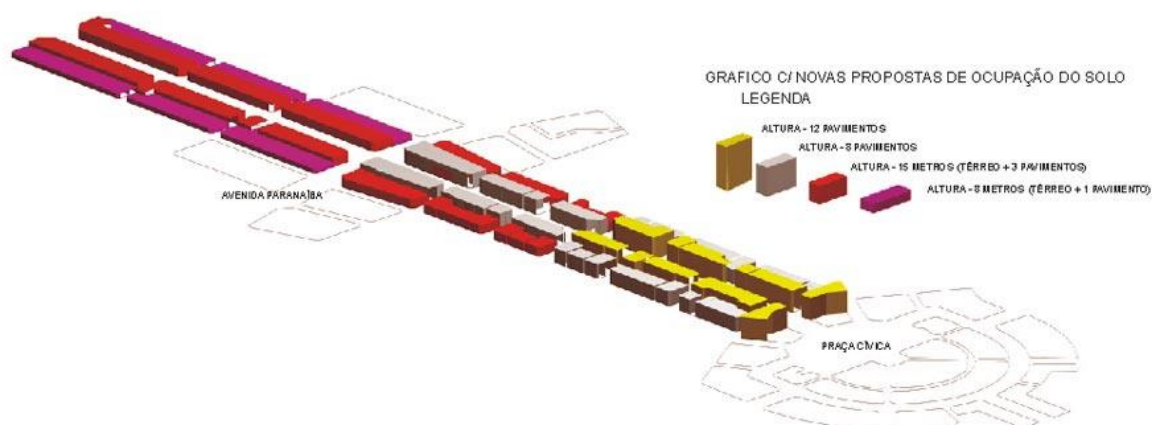 GRAFICO C/ NOVAS PROPOSTAS DE OCUPAÇÃO DO SOLO
LEGENDA
ALTURA - 12 PAVIMENTOS
ALTURA - 8 PAVIMENTOS
ALTURA - 15 METROS (TÉRREO + 3 PAVIMENTOS)
ALTURA - 8 METROS (TÉRREO + 1 PAVIMENTO)
AVENIDA PARANAÍBA
PRAÇA CÍVICA